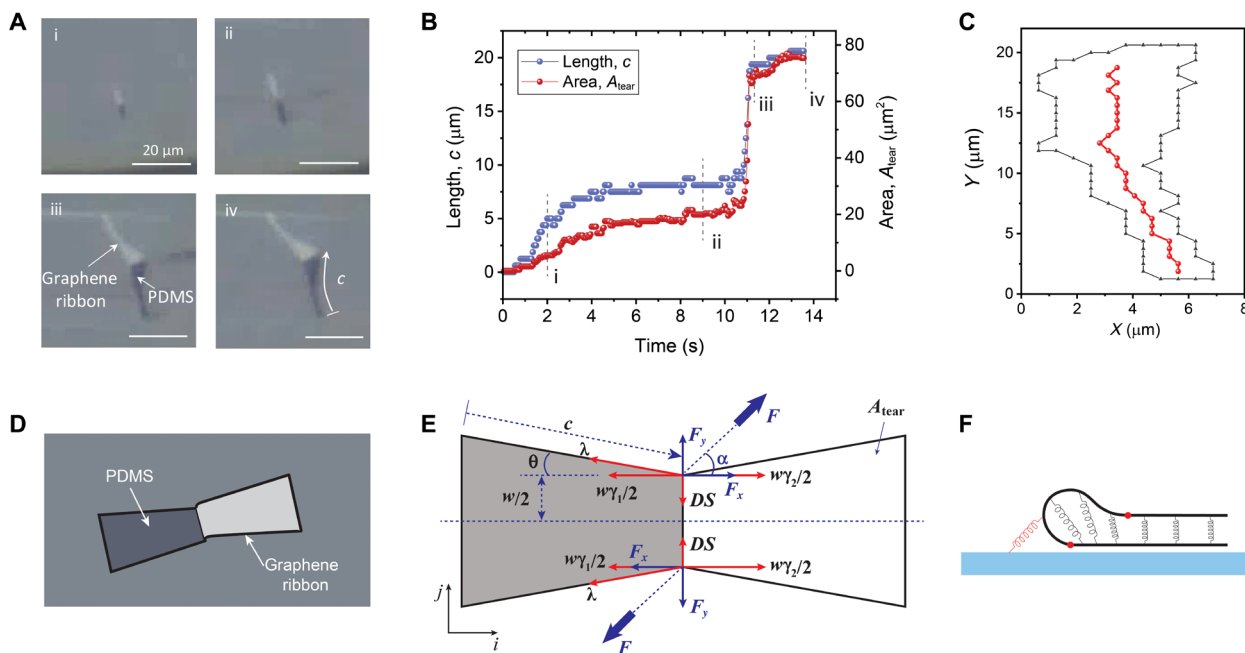 A
i
ii
20 μm
iii
iv
Graphene
ribbon
PDMS
c
B
Length, c
Area, A_tear
Length, c (μm)
20
15
10
5
0
Area, A_tear (μm²)
80
60
40
20
0
i
ii
iii
iv
0 2 4 6 8 10 12 14
Time (s)
C
Y (μm)
20
15
10
5
0
0 2 4 6 8
X (μm)
D
PDMS
Graphene
ribbon
E
c
F
A_tear
F_y
θ
λ
α
wγ₁/2
F_x
wγ₂/2
w/2
DS
DS
wγ₁/2
F_x
wγ₂/2
λ
F_y
F
j
i
F